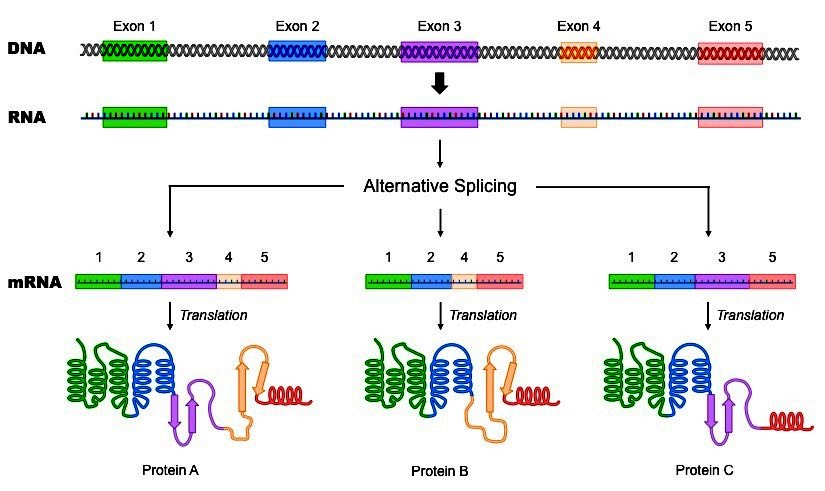 Exon 1 Exon 2 Exon 3 Exon 4 Exon 5
DNA
RNA
Alternative Splicing
1 2 3 4 5 1 2 4 5 1 2 3 5
mRNA
Translation Translation Translation
Protein A Protein B Protein C